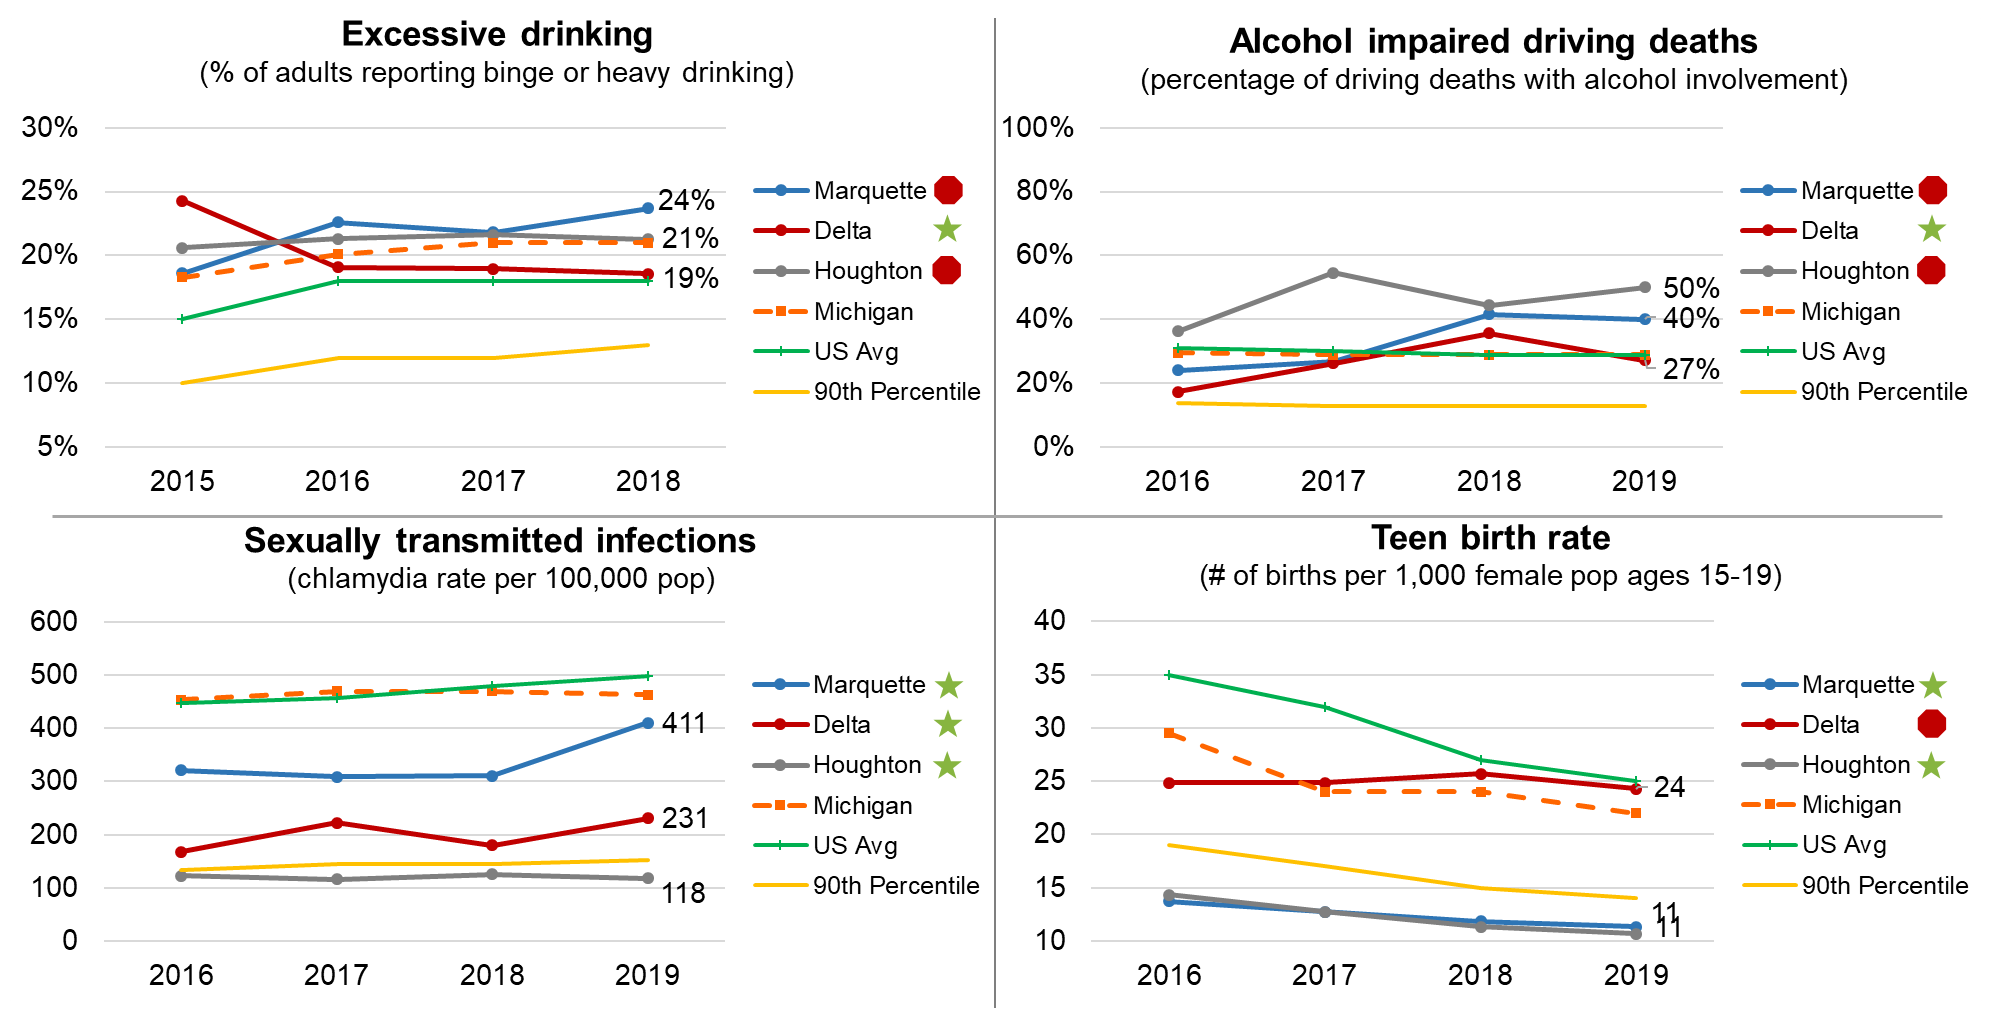 Excessive drinking
(% of adults reporting binge or heavy drinking)
30%
25%
20%
15%
10%
5%
24%
21%
19%
2015 2016 2017 2018
Marquette
Delta
Houghton
Michigan
US Avg
90th Percentile
Alcohol impaired driving deaths
(percentage of driving deaths with alcohol involvement)
100%
80%
60%
40%
20%
0%
50%
40%
27%
2016 2017 2018 2019
Marquette
Delta
Houghton
Michigan
US Avg
90th Percentile
Sexually transmitted infections
(chlamydia rate per 100,000 pop)
600
500
400
300
200
100
0
411
231
118
2016 2017 2018 2019
Marquette
Delta
Houghton
Michigan
US Avg
90th Percentile
Teen birth rate
(# of births per 1,000 female pop ages 15-19)
40
35
30
25
20
15
10
24
11
11
2016 2017 2018 2019
Marquette
Delta
Houghton
Michigan
US Avg
90th Percentile